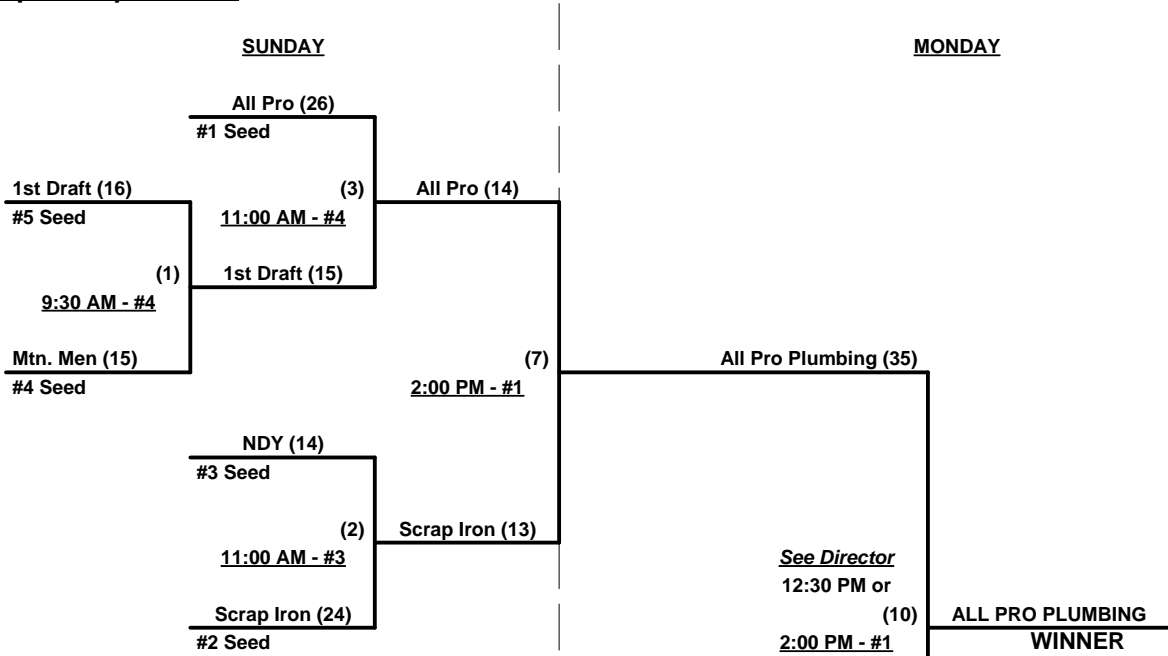 SUNDAY
MONDAY
All Pro (26)
#1 Seed
1st Draft (16)
(3)
All Pro (14)
#5 Seed
11:00 AM - #4
(1)
1st Draft (15)
9:30 AM - #4
Mtn. Men (15)
(7)
All Pro Plumbing (35)
#4 Seed
2:00 PM - #1
NDY (14)
#3 Seed
(2)
Scrap Iron (13)
11:00 AM - #3
See Director
12:30 PM or
Scrap Iron (24)
(10)
ALL PRO PLUMBING
#2 Seed
2:00 PM - #1
WINNER